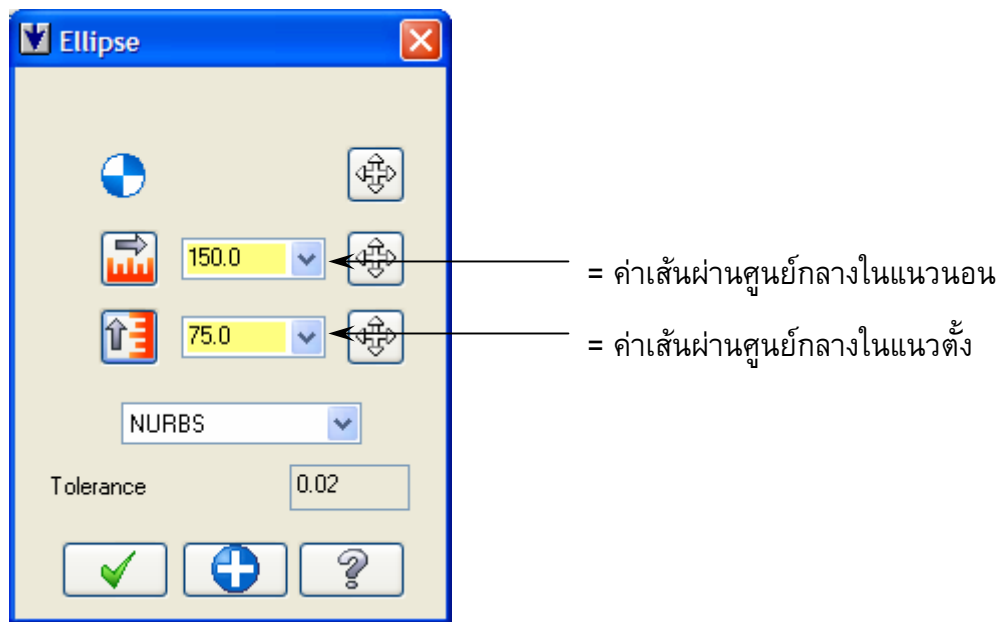 Ellipse
150.0
= ค่าเส้นผ่านศูนย์กลางในแนวนอน
75.0
= ค่าเส้นผ่านศูนย์กลางในแนวตั้ง
NURBS
Tolerance 0.02